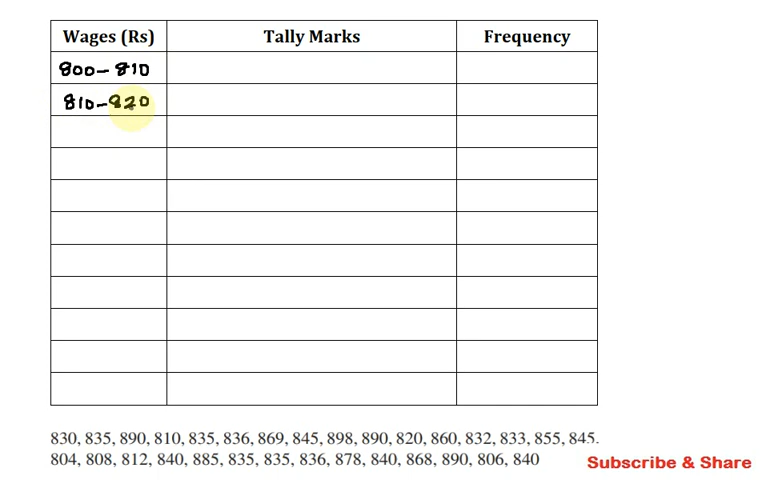 Wages (Rs) Tally Marks Frequency
800-810
810-820
830, 835, 890, 810, 835, 836, 869, 845, 898, 890, 820, 860, 832, 833, 855, 845.
804, 808, 812, 840, 885, 835, 835, 836, 878, 840, 868, 890, 806, 840
Subscribe & Share